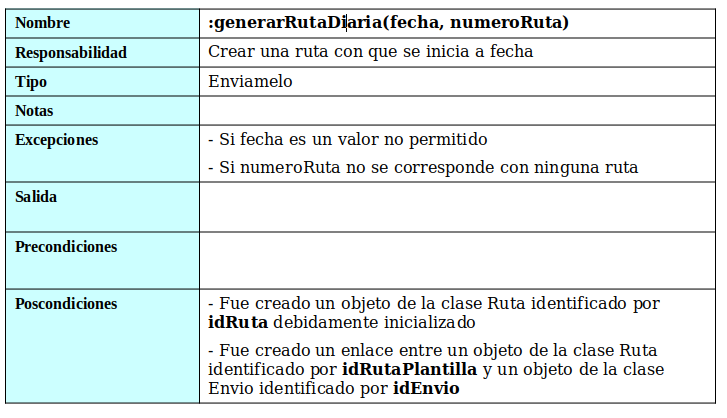 Nombre :generarRutaDiaria(fecha, numeroRuta)
Responsabilidad Crear una ruta con que se inicia a fecha
Tipo Enviamelo
Notas
Excepciones - Si fecha es un valor no permitido
- Si numeroRuta no se corresponde con ninguna ruta
Salida
Precondiciones
Poscondiciones - Fue creado un objeto de la clase Ruta identificado por
idRuta debidamente inicializado
- Fue creado un enlace entre un objeto de la clase Ruta
identificado por idRutaPlantilla y un objeto de la clase
Envio identificado por idEnvio